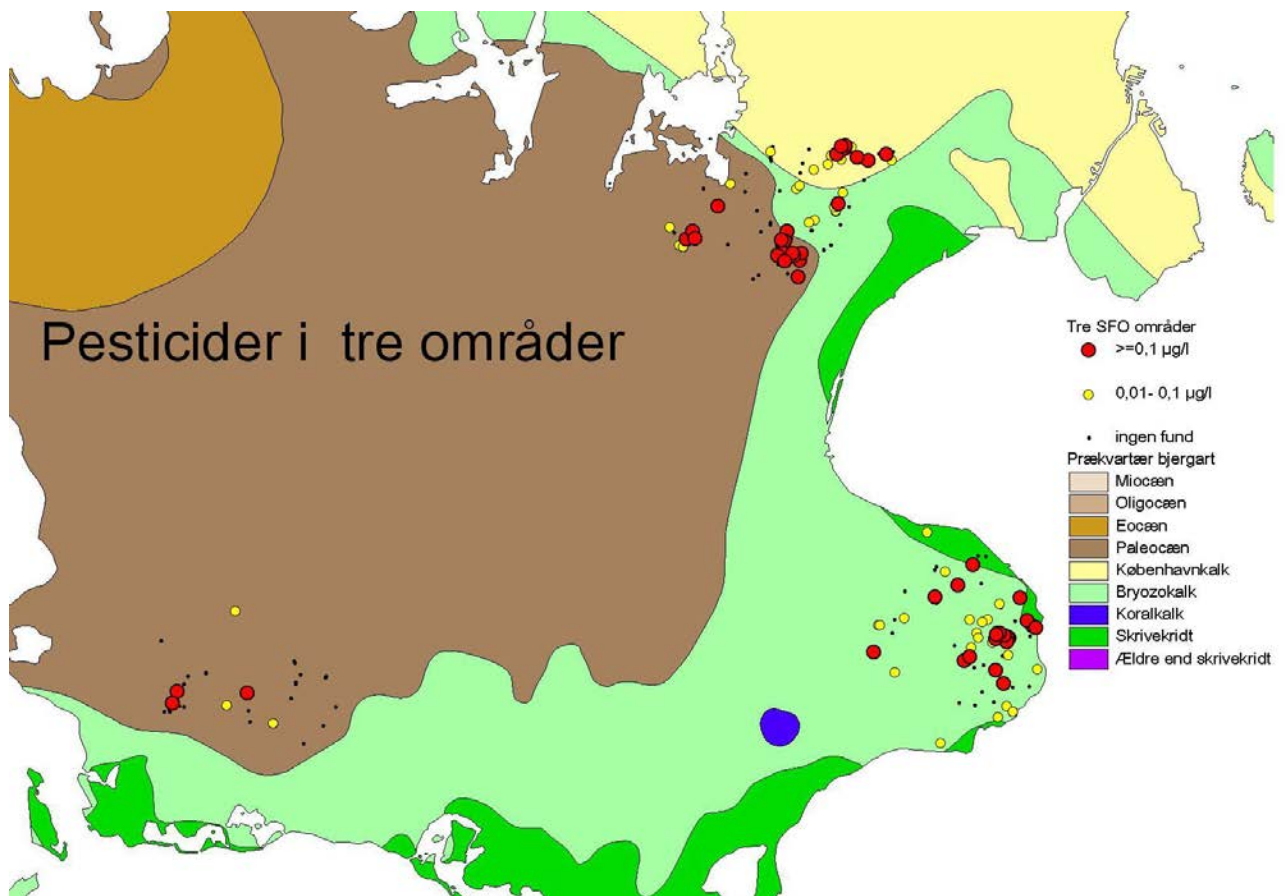 Pesticider i tre områder
Tre SFO områder
>=0,1 µg/l
0,01- 0,1 µg/l
ingen fund
Prækvartær bjergart
Miocæn
Oligocæn
Eocæn
Paleocæn
Københavnkalk
Bryozokalk
Koralkalk
Skrivekridt
Ældre end skrivekridt